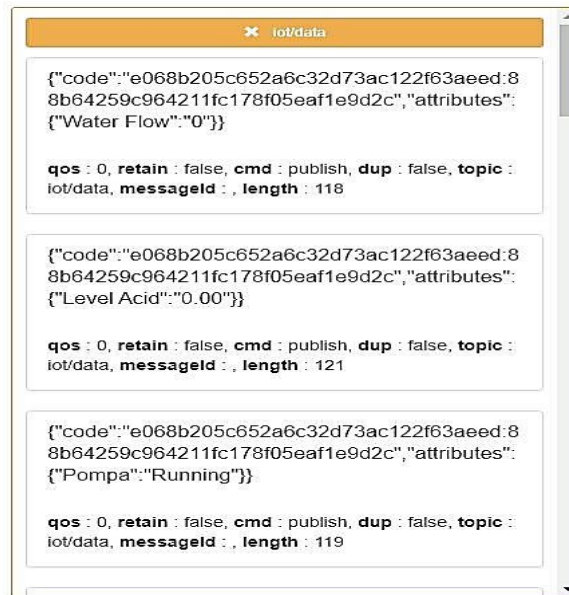 ✖ iot/data
{"code":"e068b205c652a6c32d73ac122f63aeed:8
8b64259c964211fc178f05eaf1e9d2c","attributes":
{"Water Flow":"0"}}
qos : 0, retain : false, cmd : publish, dup : false, topic :
iot/data, messageId : , length : 118
{"code":"e068b205c652a6c32d73ac122f63aeed:8
8b64259c964211fc178f05eaf1e9d2c","attributes":
{"Level Acid":"0.00"}}
qos : 0, retain : false, cmd : publish, dup : false, topic :
iot/data, messageId : , length : 121
{"code":"e068b205c652a6c32d73ac122f63aeed:8
8b64259c964211fc178f05eaf1e9d2c","attributes":
{"Pompa":"Running"}}
qos : 0, retain : false, cmd : publish, dup : false, topic :
iot/data, messageId : , length : 119